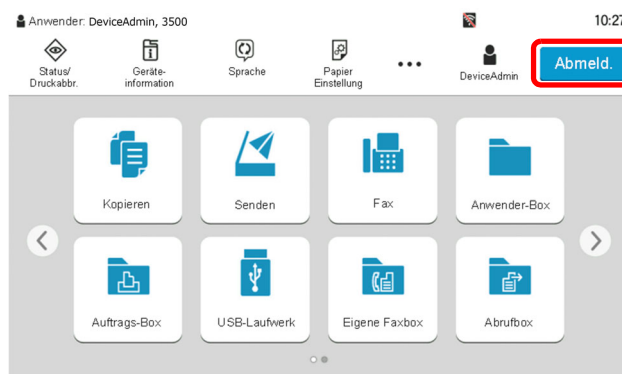 Anwender: DeviceAdmin, 3500 10:27
Status/
Druckabbr.
Geräte-
information
Sprache
Papier
Einstellung
DeviceAdmin
Abmeld.
Kopieren
Senden
Fax
Anwender-Box
Auftrags-Box
USB-Laufwerk
Eigene Faxbox
Abrufbox